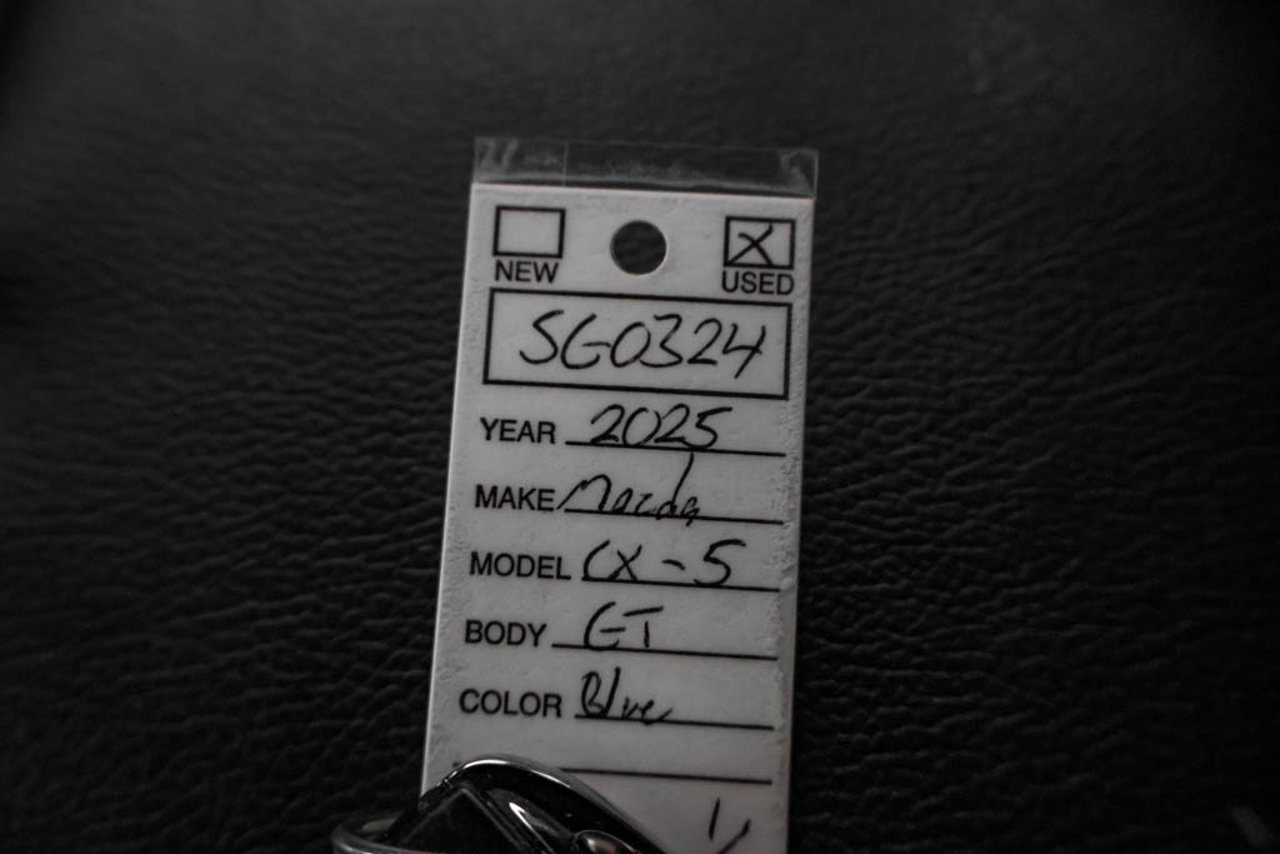 NEW USED
SG0324
YEAR 2025
MAKE Mazda
MODEL CX-5
BODY GT
COLOR Blue